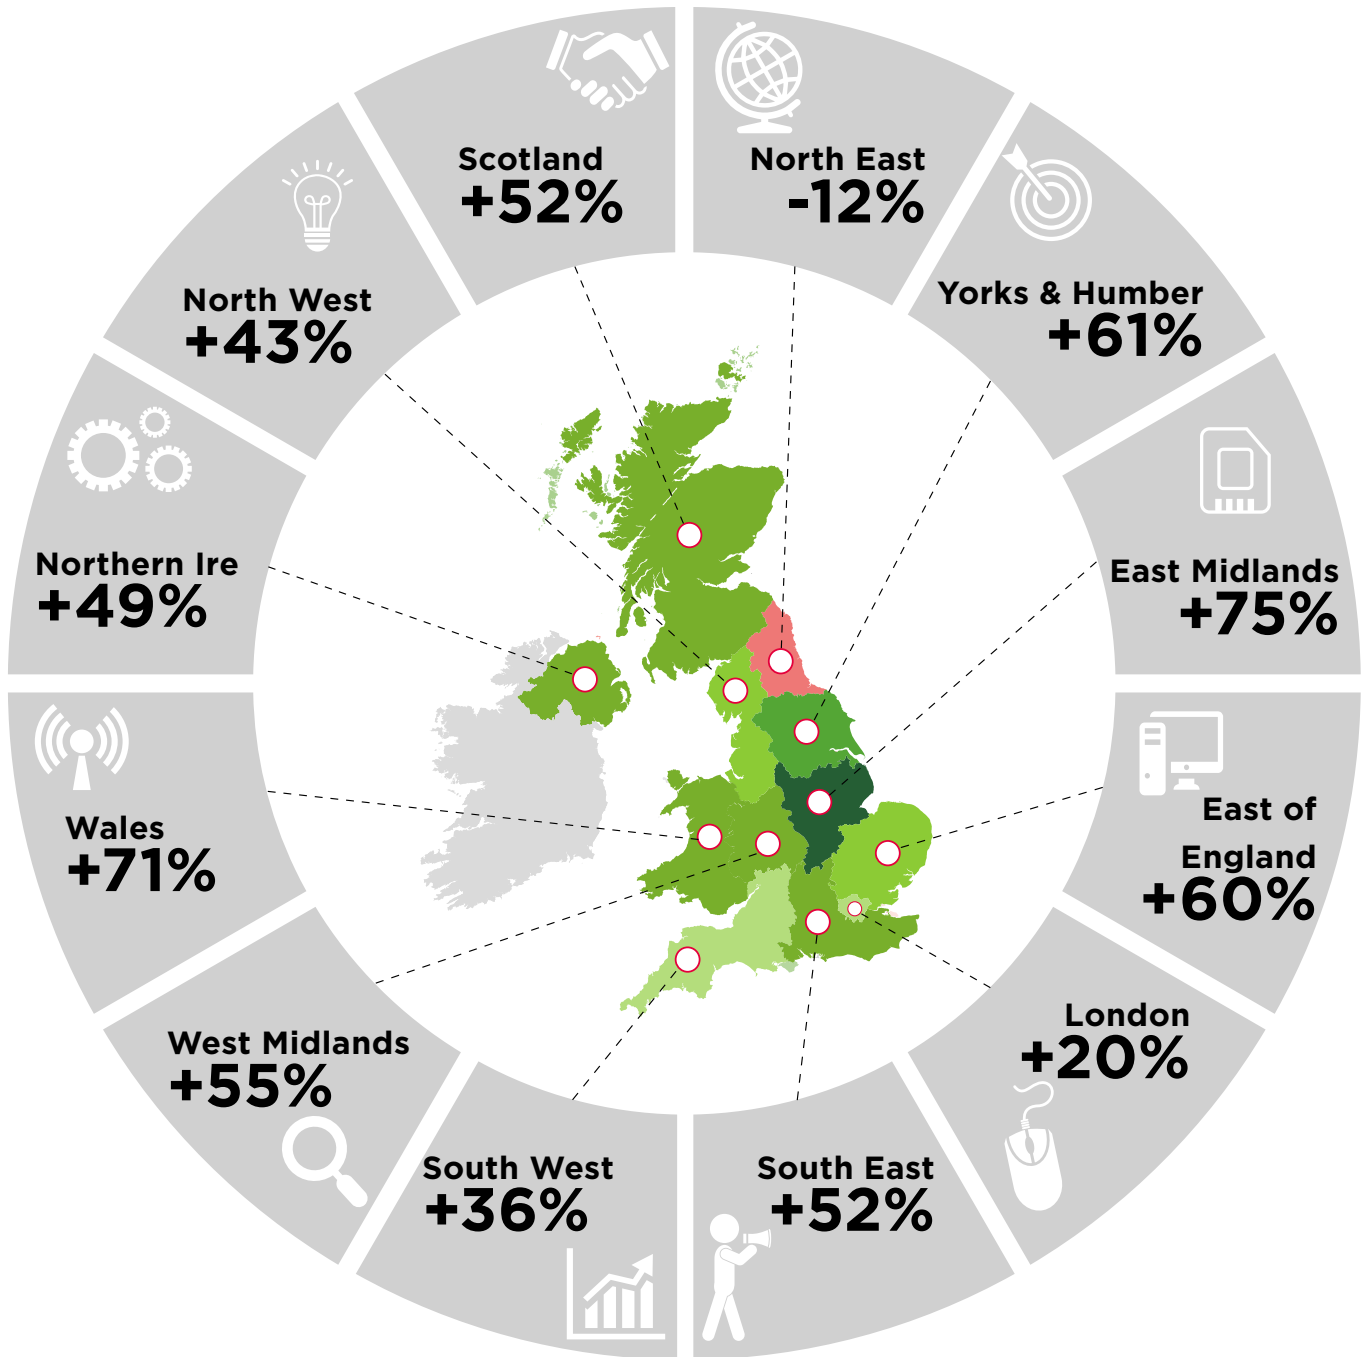 Scotland
+52%
North East
-12%
Yorks & Humber
+61%
East Midlands
+75%
East of
England
+60%
London
+20%
South East
+52%
South West
+36%
West Midlands
+55%
Wales
+71%
Northern Ire
+49%
North West
+43%